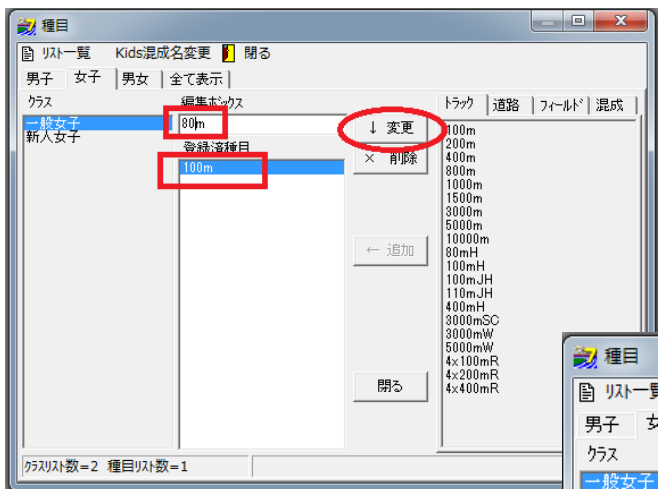 種目
リスト一覧 Kids混成名変更 閉る
男子 女子 男女 全て表示
クラス 編集ボックス トラック 道路 フィールド 混成
一般女子 80m ↓ 変更 100m
新人女子 登録済種目 200m
100m × 削除 400m
800m
1000m
1500m
3000m
5000m
← 追加 10000m
80mH
100mH
100mJH
110mJH
400mH
3000mSC
3000mW
5000mW
4x100mR
4x200mR
閉る 4x400mR
クラスリスト数=2 種目リスト数=1
種目
リスト一覧
男子
クラス
一般女子